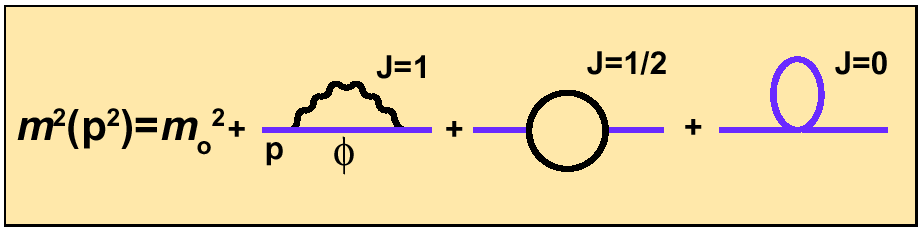 J=1 J=1/2 J=0
m²(p²)=mₒ²+ + +
p ϕ